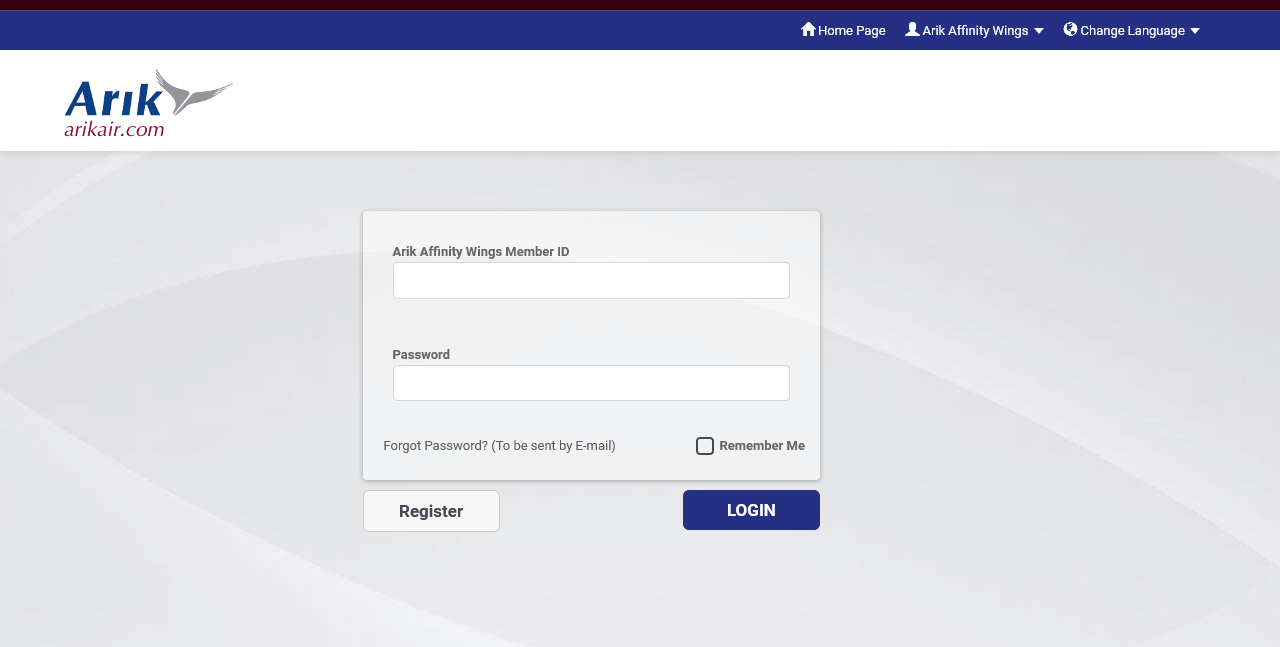 Home Page Arik Affinity Wings Change Language
Arik
arikair.com
Arik Affinity Wings Member ID
Password
Forgot Password? (To be sent by E-mail) Remember Me
Register LOGIN